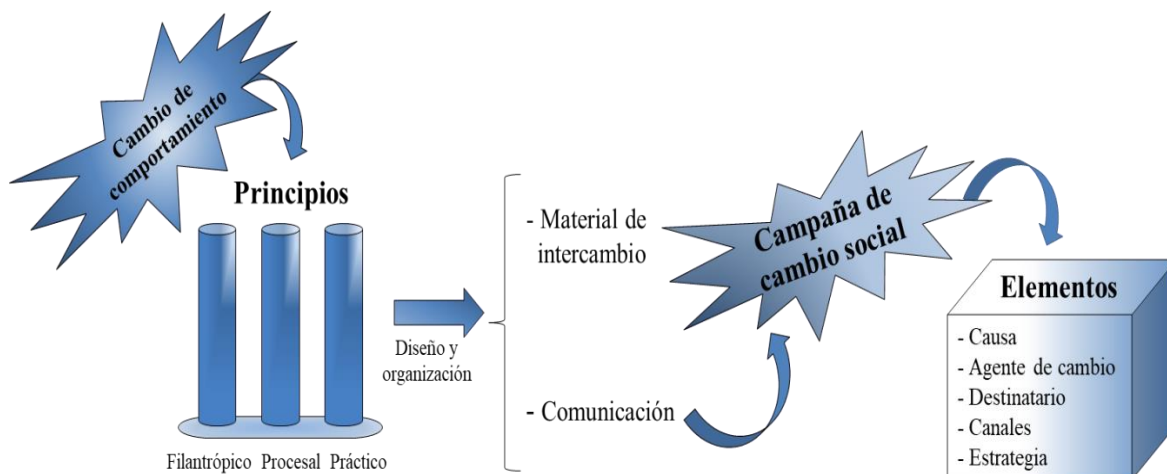 Cambio de
comportamiento
Principios
Filantrópico Procesal Práctico
Diseño y
organización
- Material de
intercambio
- Comunicación
Campaña de
cambio social
Elementos
- Causa
- Agente de cambio
- Destinatario
- Canales
- Estrategia